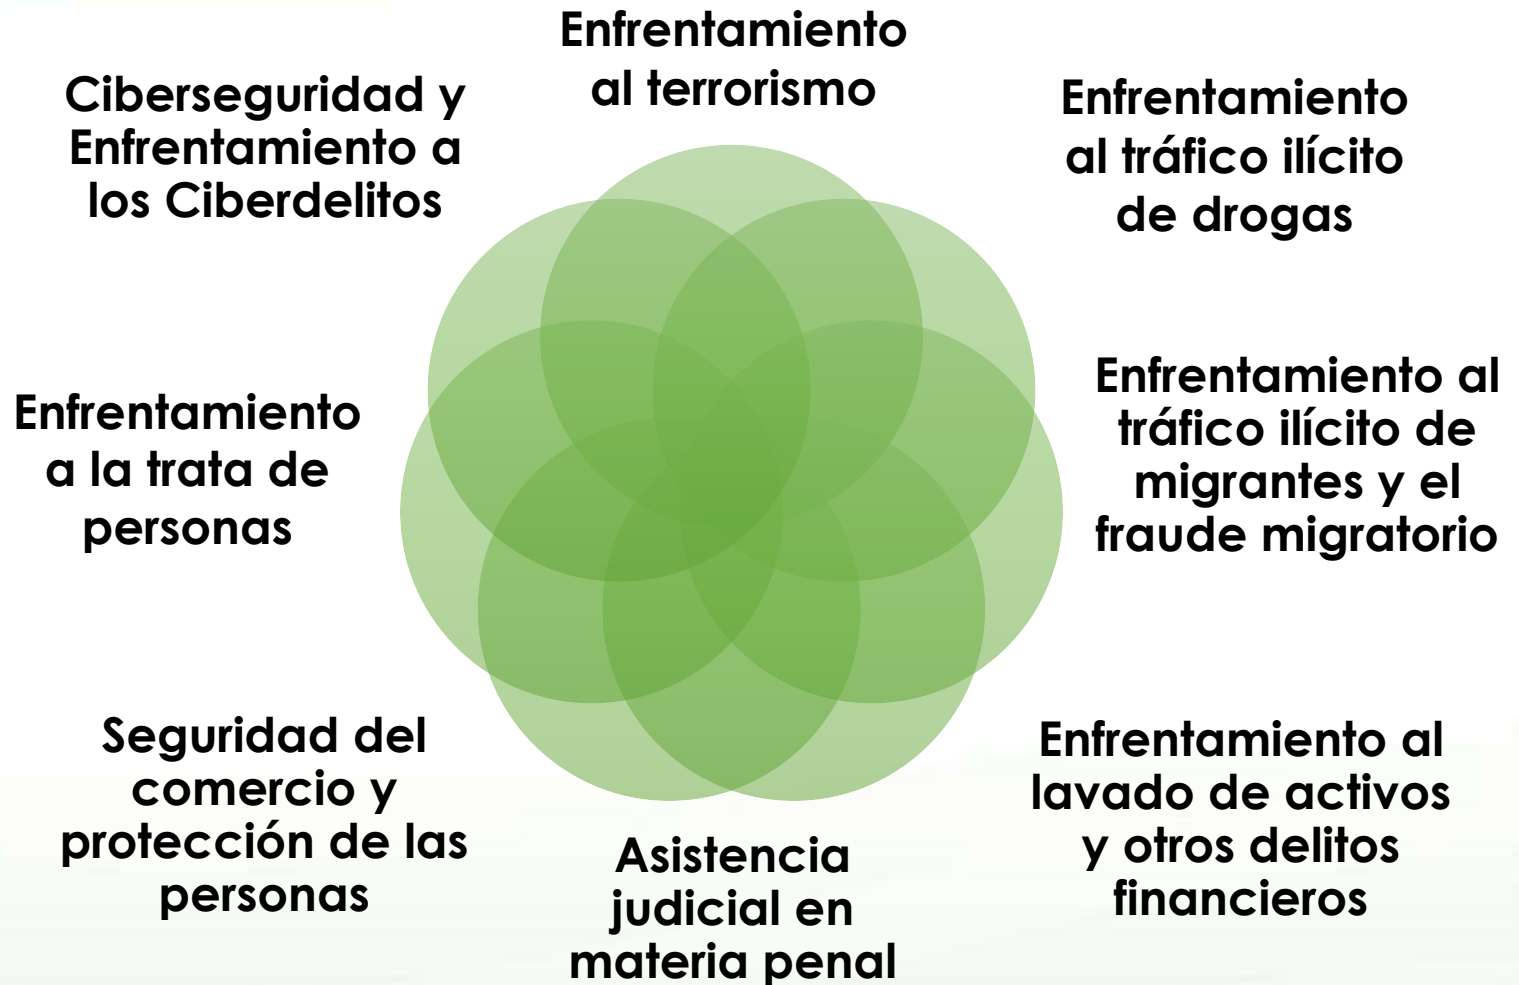 Enfrentamiento
al terrorismo
Enfrentamiento
al tráfico ilícito
de drogas
Enfrentamiento al
tráfico ilícito de
migrantes y el
fraude migratorio
Enfrentamiento al
lavado de activos
y otros delitos
financieros
Asistencia
judicial en
materia penal
Seguridad del
comercio y
protección de las
personas
Enfrentamiento
a la trata de
personas
Ciberseguridad y
Enfrentamiento a
los Ciberdelitos